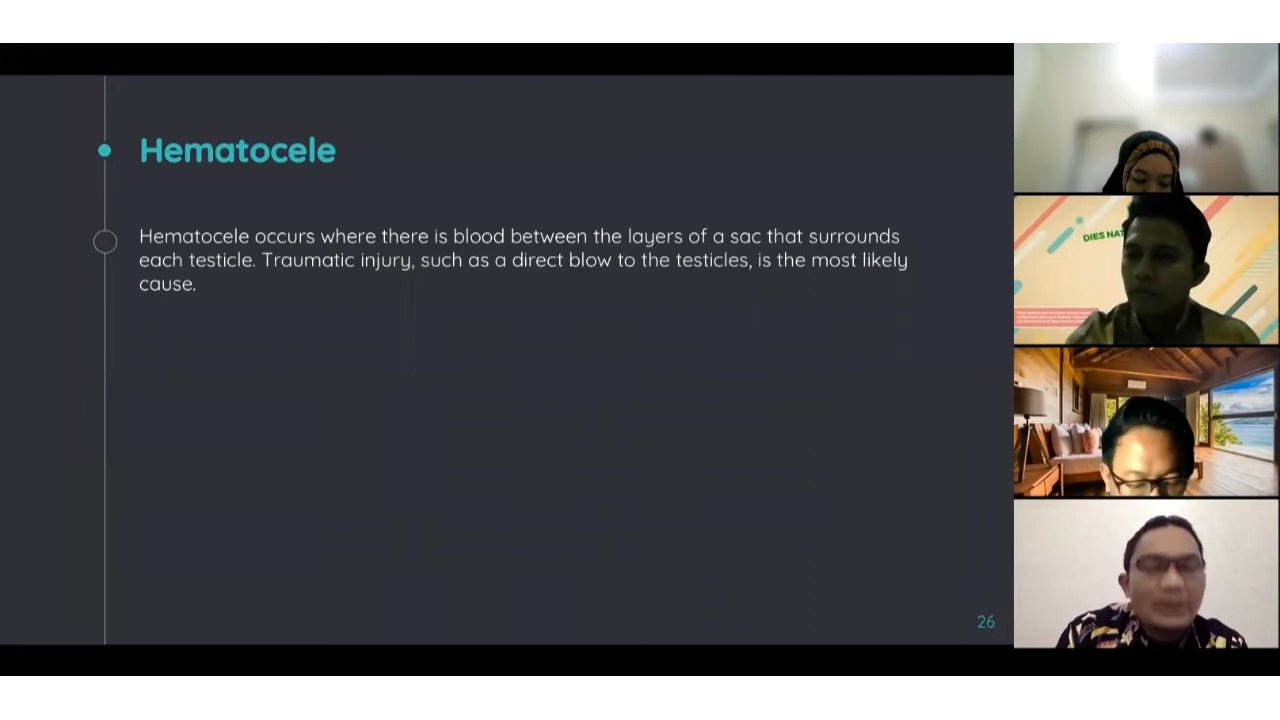 Hematocele
Hematocele occurs where there is blood between the layers of a sac that surrounds
each testicle. Traumatic injury, such as a direct blow to the testicles, is the most likely
cause.
26
DIES NAT